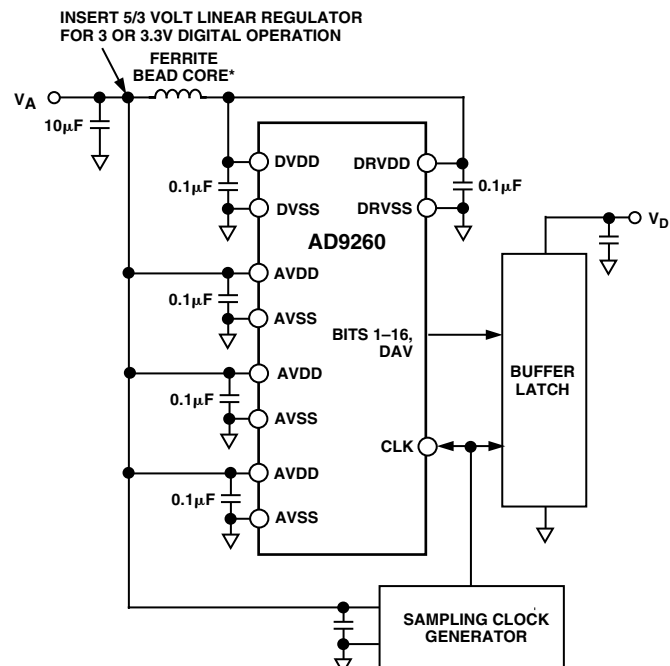 INSERT 5/3 VOLT LINEAR REGULATOR
FOR 3 OR 3.3V DIGITAL OPERATION
FERRITE
BEAD CORE*
VA
10µF
DVDD
DRVDD
0.1µF
0.1µF
DVSS
DRVSS
VD
AD9260
AVDD
0.1µF
AVSS
BITS 1–16,
DAV
BUFFER
LATCH
AVDD
0.1µF
AVSS
CLK
AVDD
0.1µF
AVSS
SAMPLING CLOCK
GENERATOR